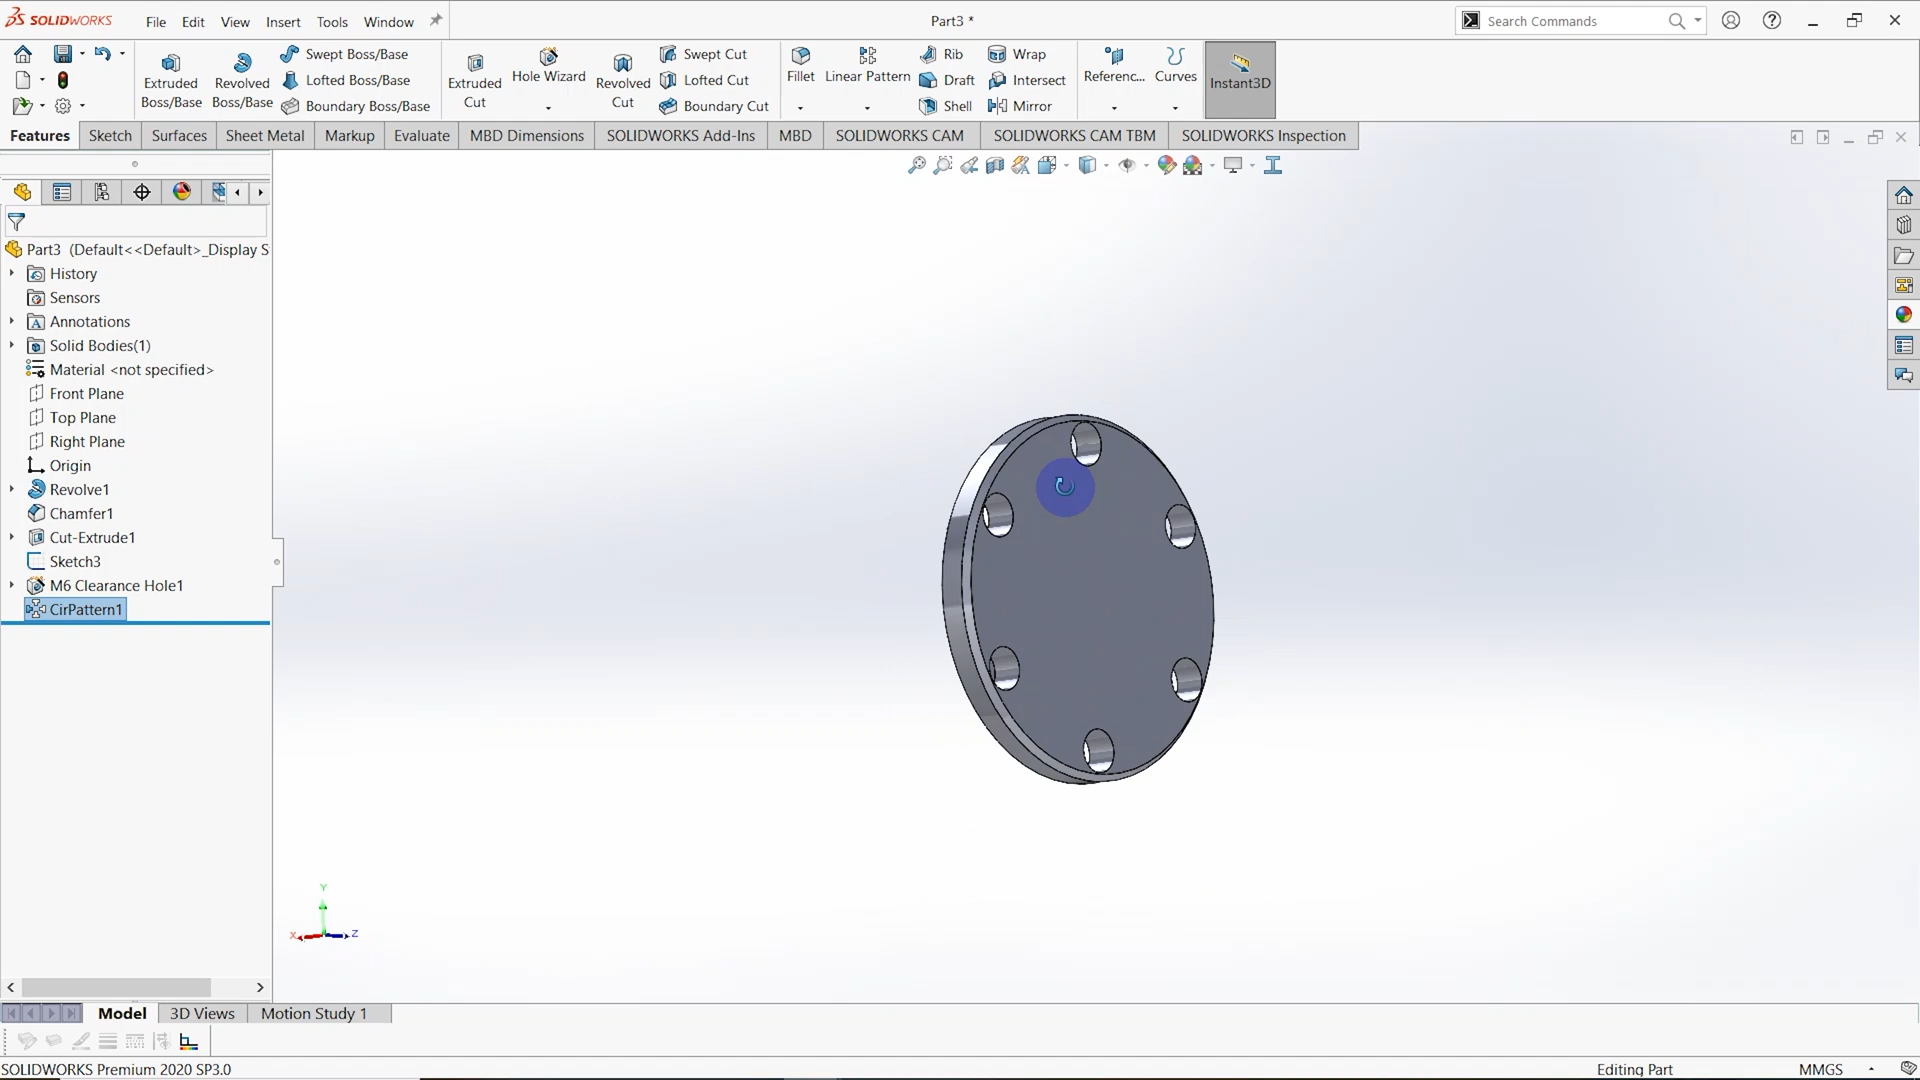 SOLIDWORKS File Edit View Insert Tools Window Part3 * Search Commands
Extruded Boss/Base
Revolved Boss/Base
Swept Boss/Base
Lofted Boss/Base
Boundary Boss/Base
Extruded Cut
Hole Wizard
Revolved Cut
Swept Cut
Lofted Cut
Boundary Cut
Fillet
Linear Pattern
Rib
Draft
Shell
Wrap
Intersect
Mirror
Referenc...
Curves
Instant3D
Features Sketch Surfaces Sheet Metal Markup Evaluate MBD Dimensions SOLIDWORKS Add-Ins MBD SOLIDWORKS CAM SOLIDWORKS CAM TBM SOLIDWORKS Inspection
Part3 (Default<<Default>_Display S
History
Sensors
Annotations
Solid Bodies(1)
Material <not specified>
Front Plane
Top Plane
Right Plane
Origin
Revolve1
Chamfer1
Cut-Extrude1
Sketch3
M6 Clearance Hole1
CirPattern1
Y
X
Z
Model 3D Views Motion Study 1
SOLIDWORKS Premium 2020 SP3.0 Editing Part MMGS